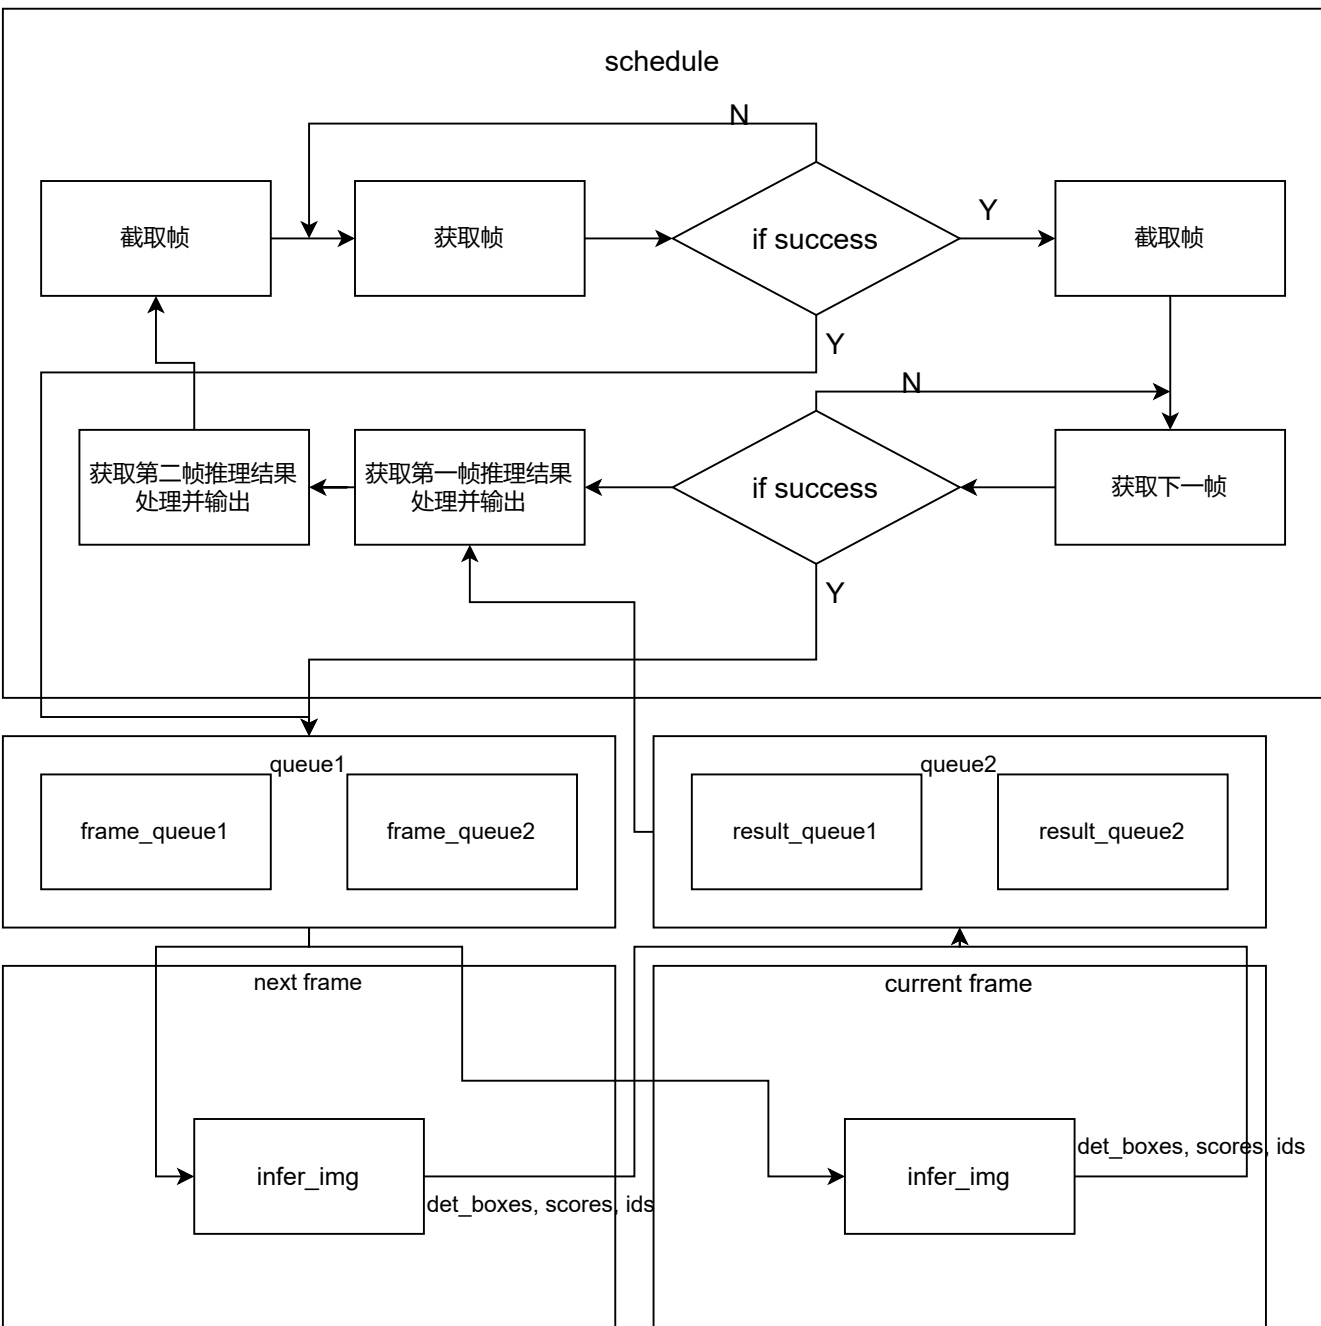 schedule
N
截取帧
获取帧
if success
Y
截取帧
Y
N
获取第二帧推理结果
处理并输出
获取第一帧推理结果
处理并输出
if success
获取下一帧
Y
queue1
frame_queue1
frame_queue2
queue2
result_queue1
result_queue2
next frame
infer_img
det_boxes, scores, ids
current frame
infer_img
det_boxes, scores, ids